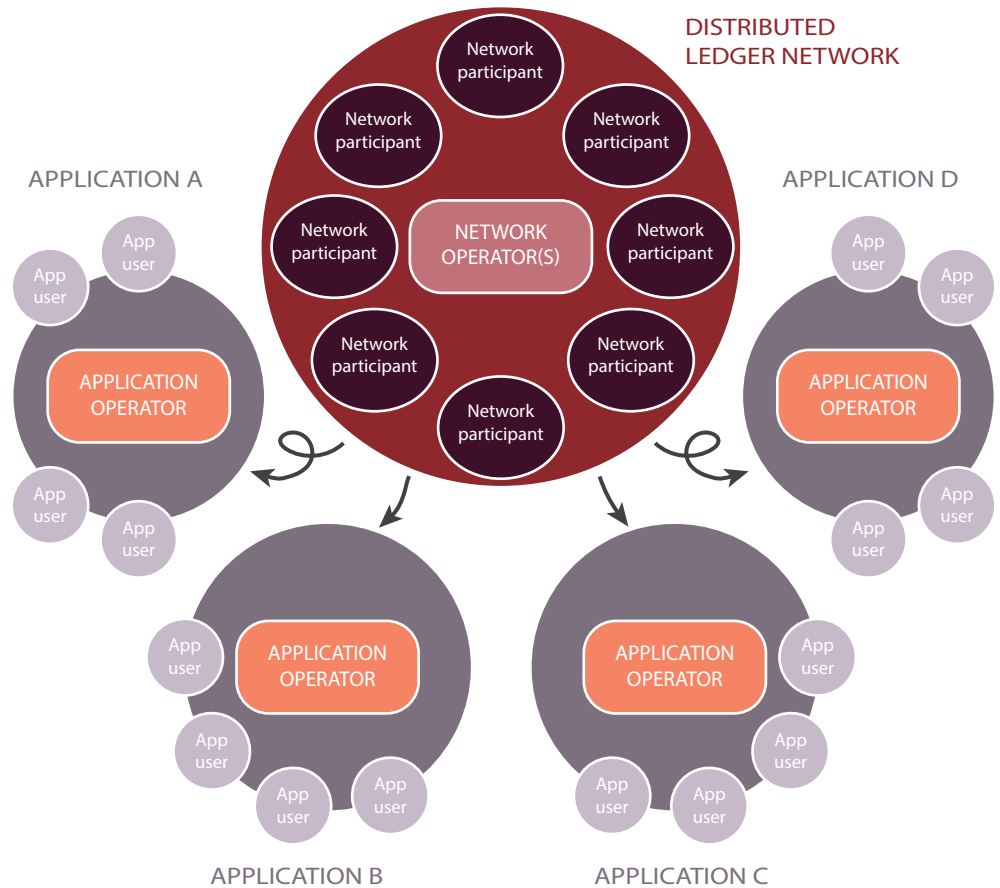 DISTRIBUTED
LEDGER NETWORK
Network
participant
Network
participant
Network
participant
Network
participant
NETWORK
OPERATOR(S)
Network
participant
Network
participant
Network
participant
Network
participant
APPLICATION A
App
user
App
user
APPLICATION
OPERATOR
App
user
App
user
APPLICATION D
App
user
App
user
APPLICATION
OPERATOR
App
user
App
user
App
user
APPLICATION
OPERATOR
App
user
App
user
App
user
APPLICATION B
APPLICATION
OPERATOR
App
user
App
user
App
user
App
user
APPLICATION C